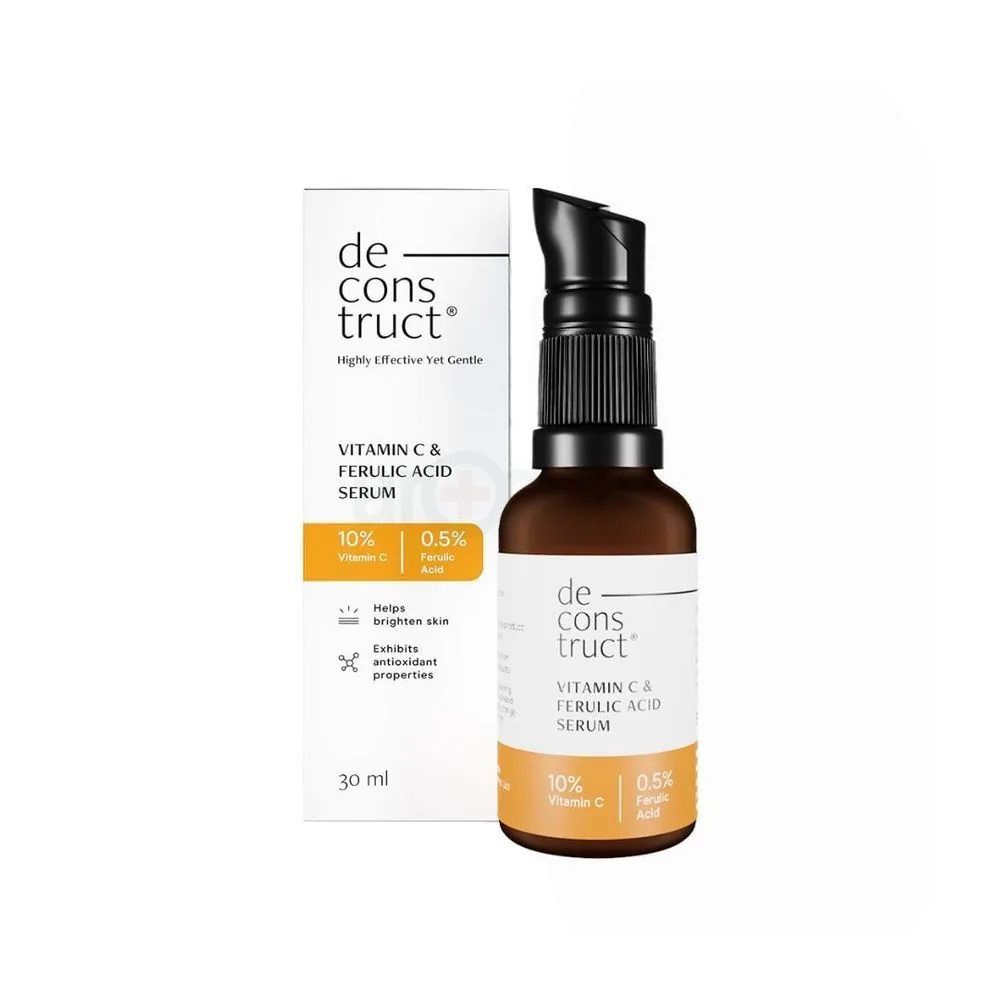 de
cons
truct®
Highly Effective Yet Gentle
VITAMIN C &
FERULIC ACID
SERUM
10%
Vitamin C
0.5%
Ferulic
Acid
Helps
brighten skin
Exhibits
antioxidant
properties
30 ml
de
cons
truct®
VITAMIN C &
FERULIC ACID
SERUM
10%
Vitamin C
0.5%
Ferulic
Acid
product